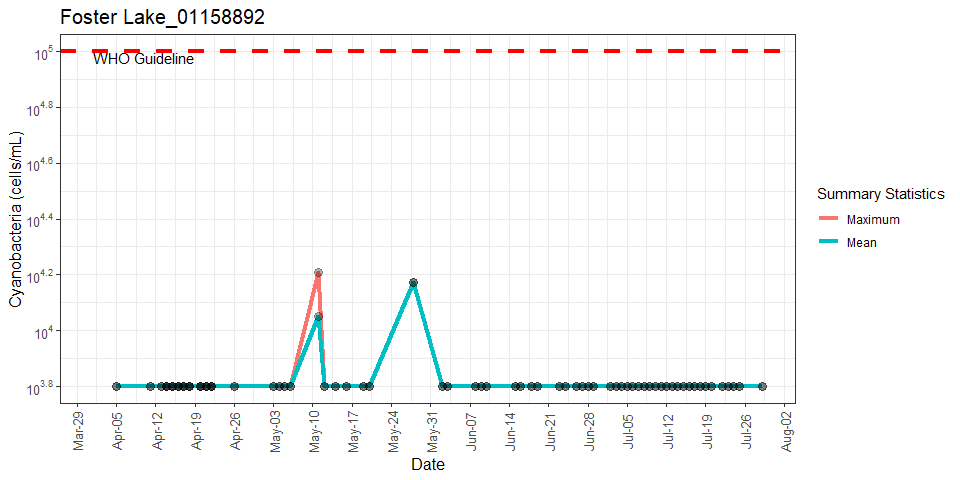 Foster Lake_01158892
Cyanobacteria (cells/mL)
10^5
10^4.8
10^4.6
10^4.4
10^4.2
10^4
10^3.8
WHO Guideline
Mar-29
Apr-05
Apr-12
Apr-19
Apr-26
May-03
May-10
May-17
May-24
May-31
Jun-07
Jun-14
Jun-21
Jun-28
Jul-05
Jul-12
Jul-19
Jul-26
Aug-02
Date
Summary Statistics
Maximum
Mean